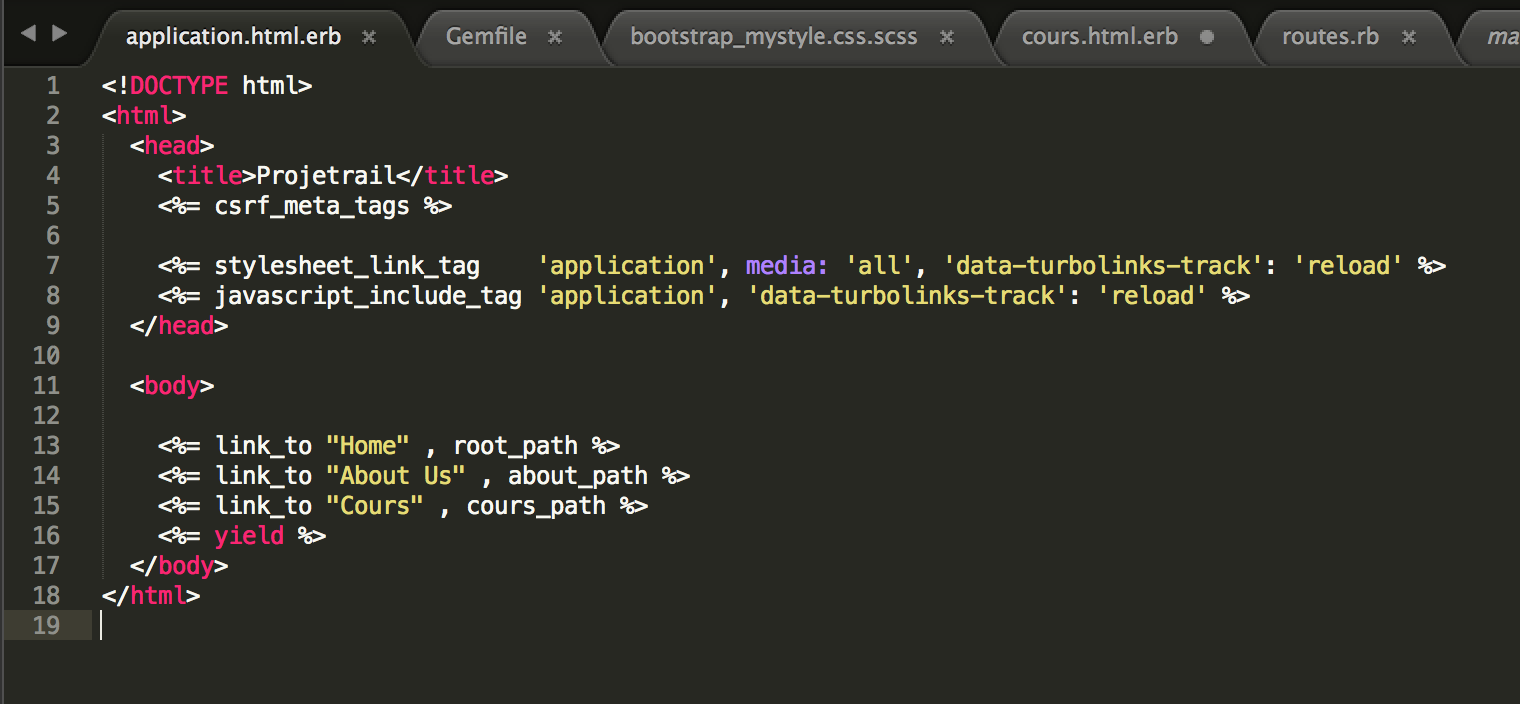 application.html.erb × Gemfile × bootstrap_mystyle.css.scss × cours.html.erb routes.rb × ma
1 <!DOCTYPE html>
2 <html>
3   <head>
4     <title>Projetrail</title>
5     <%= csrf_meta_tags %>
6
7     <%= stylesheet_link_tag    'application', media: 'all', 'data-turbolinks-track': 'reload' %>
8     <%= javascript_include_tag 'application', 'data-turbolinks-track': 'reload' %>
9   </head>
10
11   <body>
12
13     <%= link_to "Home" , root_path %>
14     <%= link_to "About Us" , about_path %>
15     <%= link_to "Cours" , cours_path %>
16     <%= yield %>
17   </body>
18 </html>
19